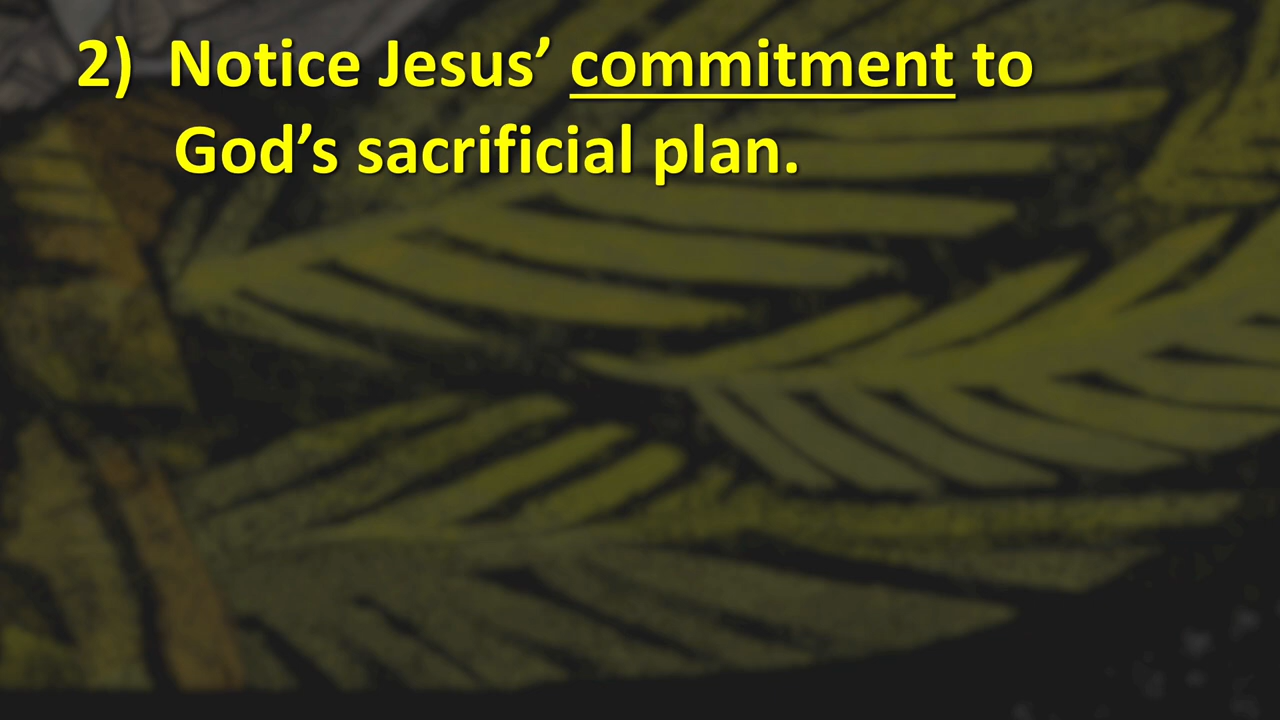 2) Notice Jesus’ commitment to
God’s sacrificial plan.